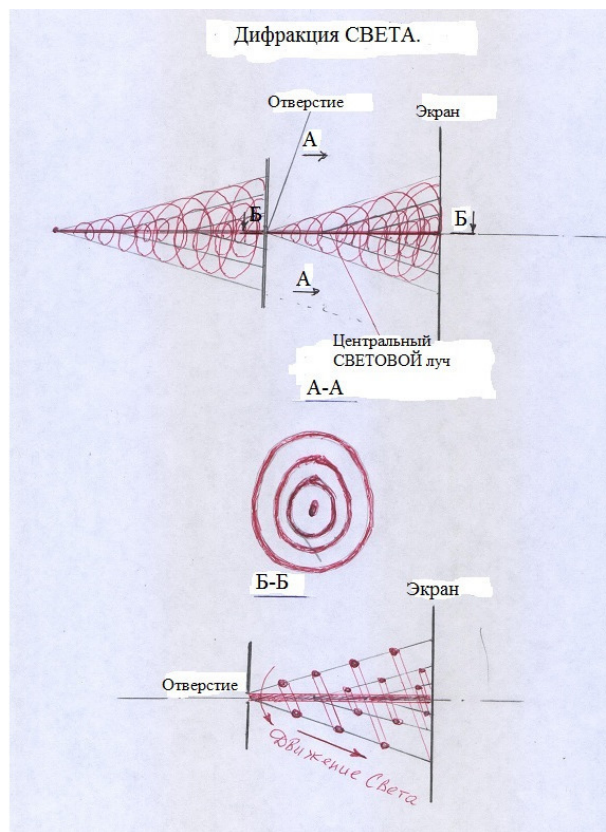 Дифракция СВЕТА.
Отверстие
Экран
А
Б
Б
А
Центральный
СВЕТОВОЙ луч
А-А
Б-Б
Экран
Отверстие
Движение Света